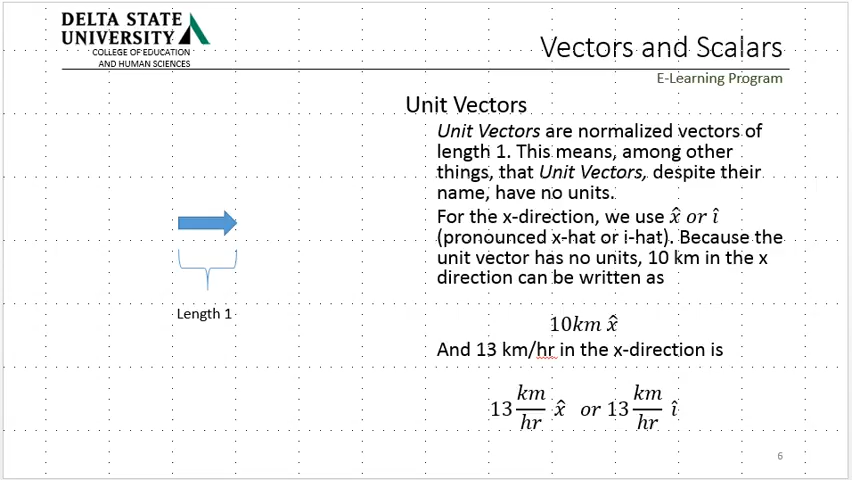 DELTA STATE
UNIVERSITY
COLLEGE OF EDUCATION
AND HUMAN SCIENCES
Vectors and Scalars
E-Learning Program
Unit Vectors
Unit Vectors are normalized vectors of
length 1. This means, among other
things, that Unit Vectors, despite their
name, have no units.
For the x-direction, we use x̂ or î
(pronounced x-hat or i-hat). Because the
unit vector has no units, 10 km in the x
direction can be written as
10km x̂
And 13 km/hr in the x-direction is
13 km/hr x̂ or 13 km/hr î
Length 1
6